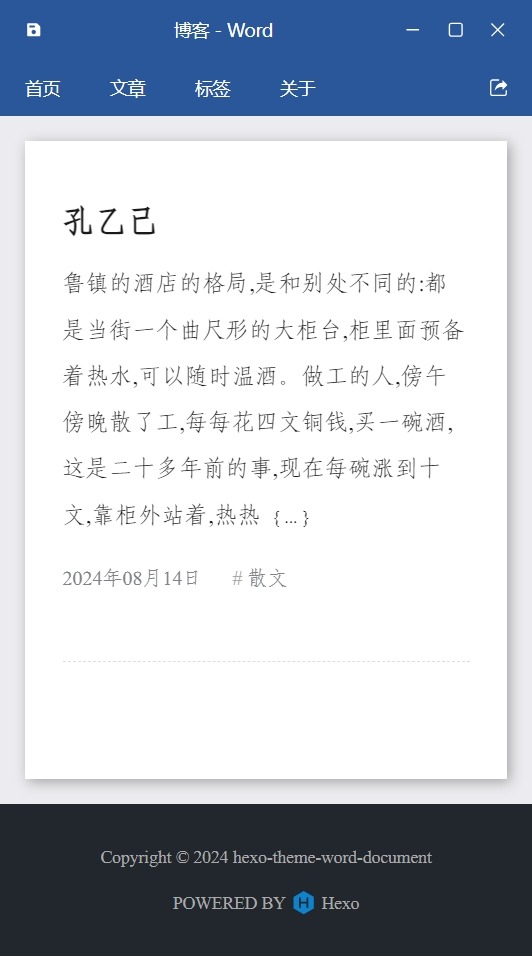 博客 - Word
首页 文章 标签 关于
孔乙己
鲁镇的酒店的格局,是和别处不同的:都
是当街一个曲尺形的大柜台,柜里面预备
着热水,可以随时温酒。做工的人,傍午
傍晚散了工,每每花四文铜钱,买一碗酒,
这是二十多年前的事,现在每碗涨到十
文,靠柜外站着,热热 {...}
2024年08月14日 # 散文
Copyright © 2024 hexo-theme-word-document
POWERED BY H Hexo